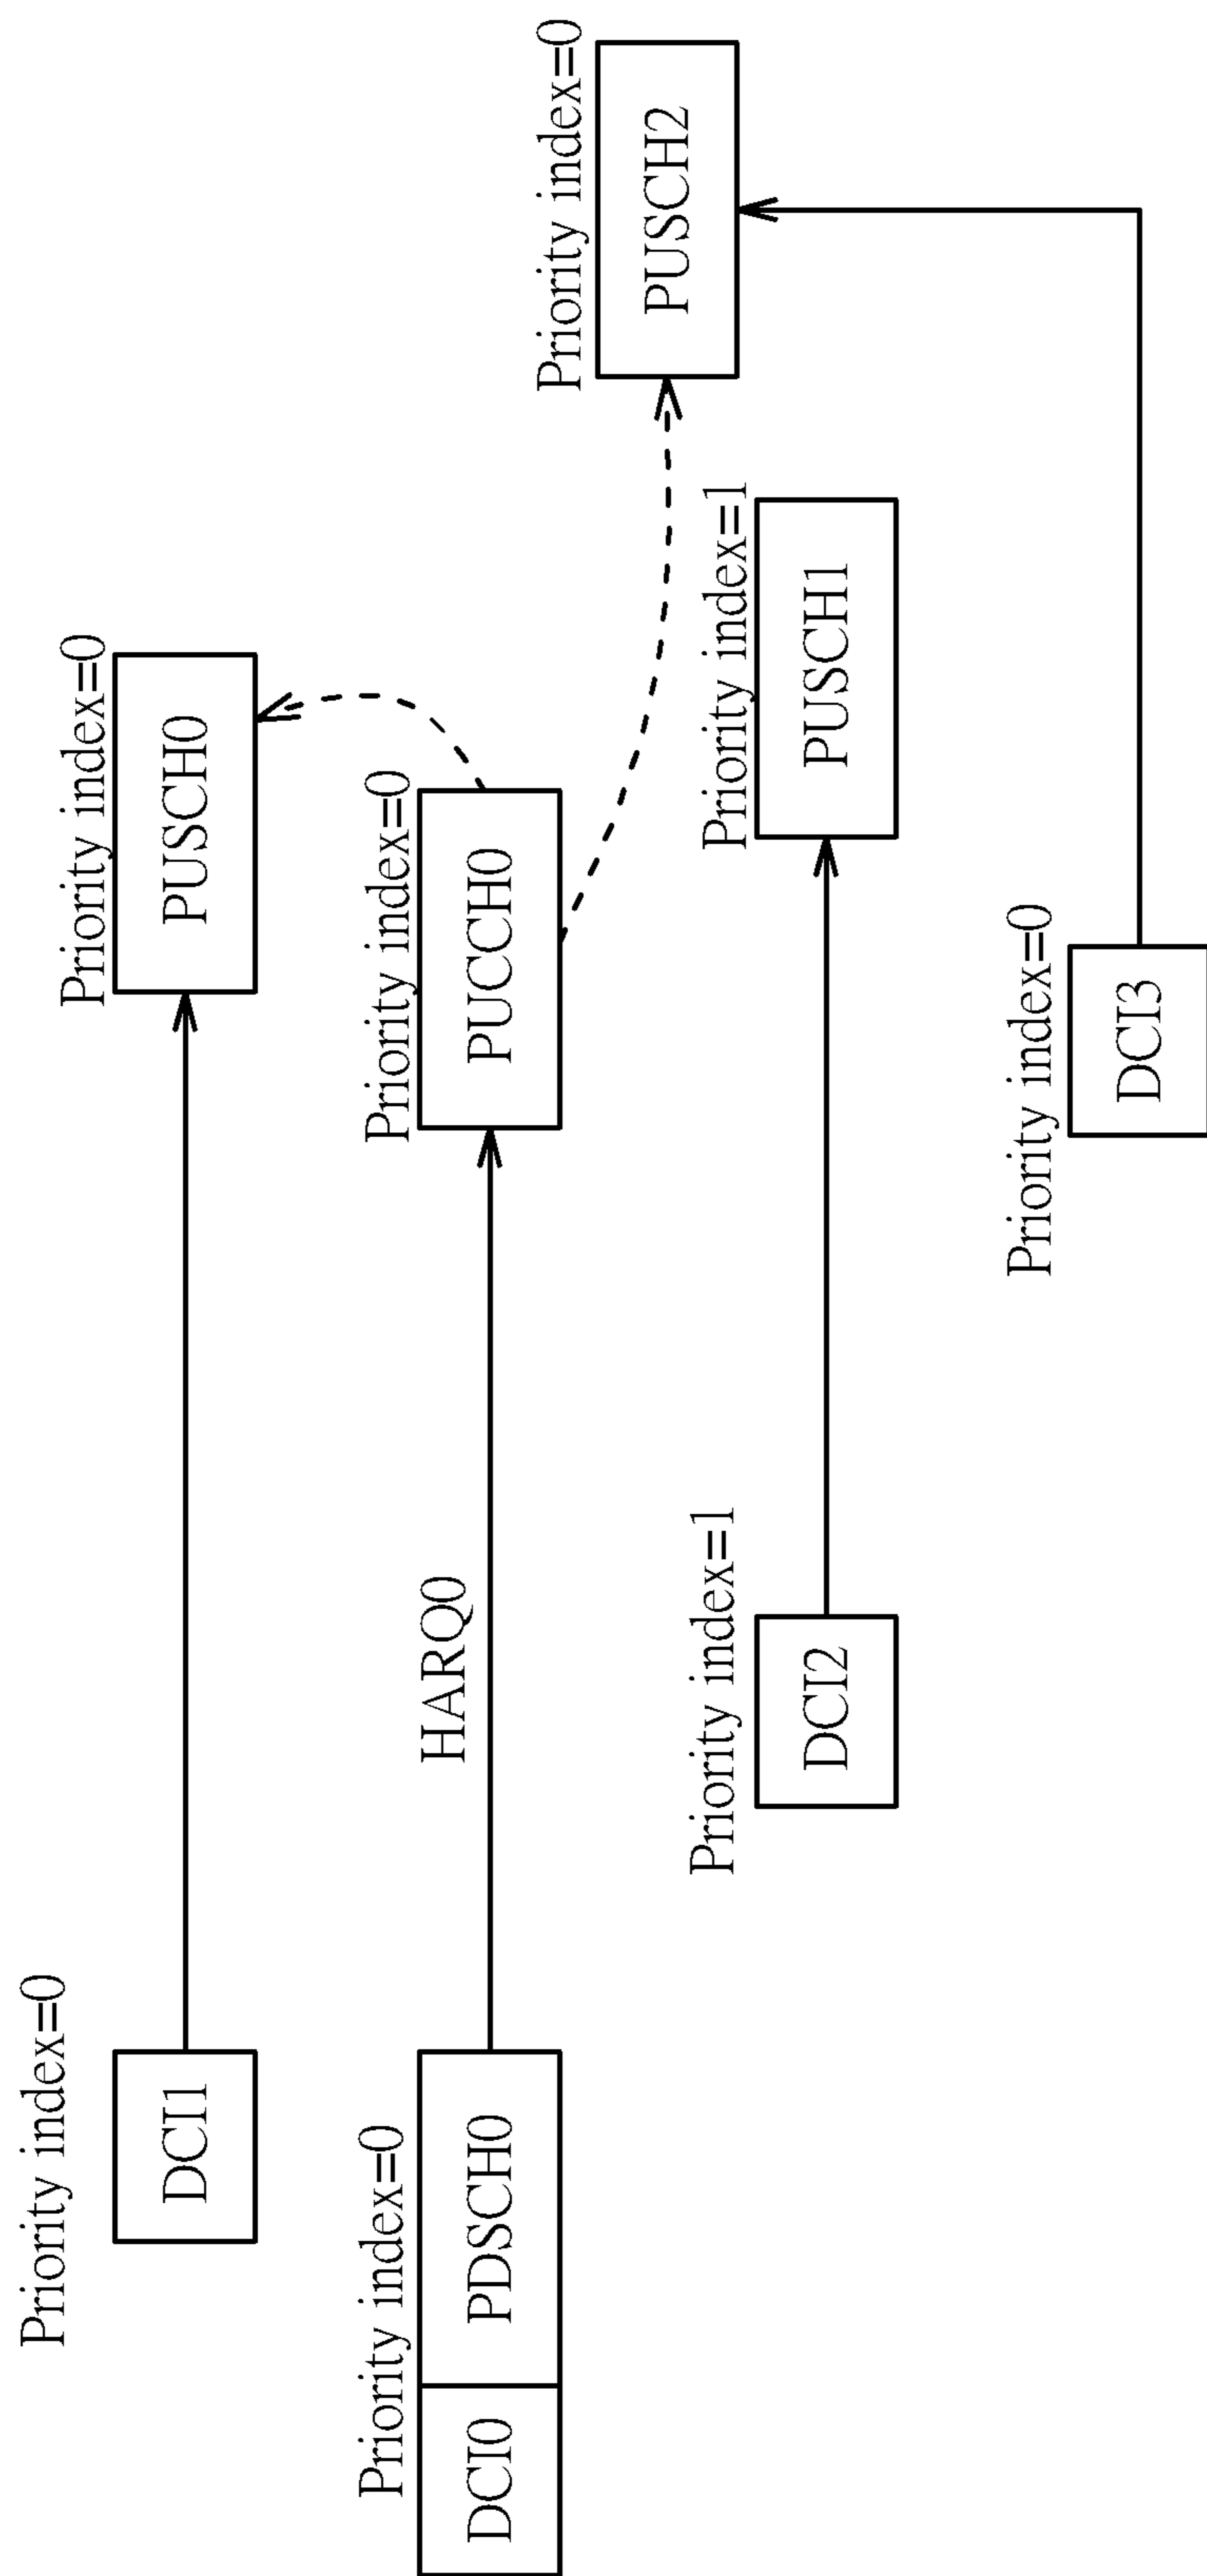 Priority index=0
DCI1
Priority index=0
PUSCH0
Priority index=0
DCI0
PDSCH0
HARQ0
Priority index=0
PUCCH0
Priority index=0
PUSCH2
Priority index=1
DCI2
Priority index=1
PUSCH1
Priority index=0
DCI3